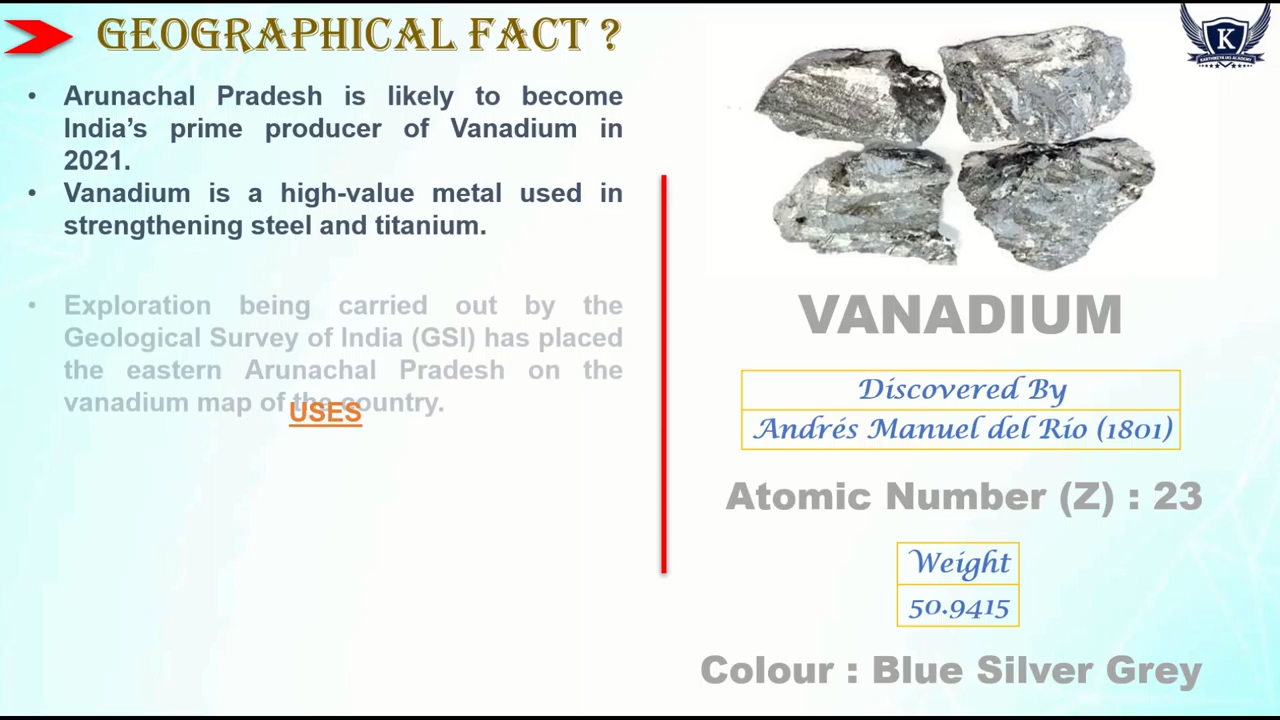 GEOGRAPHICAL FACT ?
• Arunachal Pradesh is likely to become
India’s prime producer of Vanadium in
2021.
• Vanadium is a high-value metal used in
strengthening steel and titanium.
• Exploration being carried out by the
Geological Survey of India (GSI) has placed
the eastern Arunachal Pradesh on the
vanadium map of the country.
USES
K
KARTHIKEYA IAS ACADEMY
VANADIUM
Discovered By
Andrés Manuel del Río (1801)
Atomic Number (Z) : 23
Weight
50.9415
Colour : Blue Silver Grey